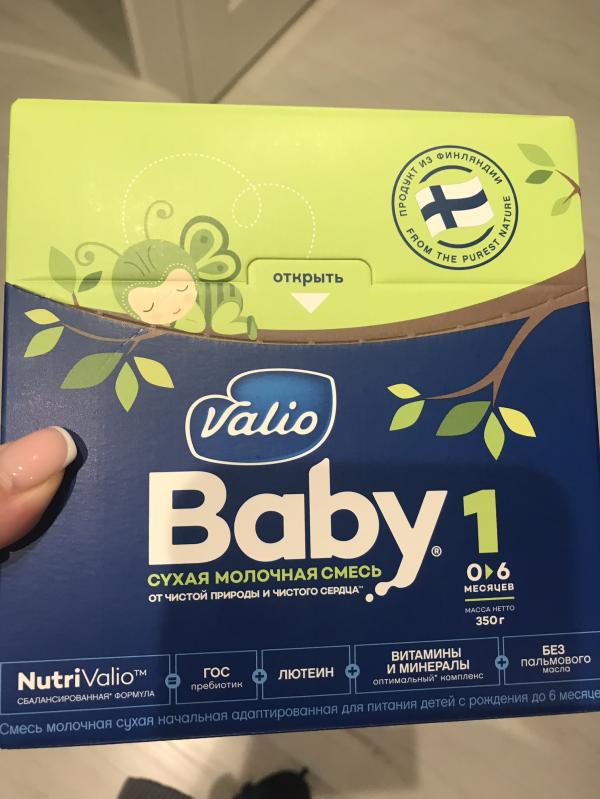 ПРОДУКТ ИЗ ФИНЛЯНДИИ
FROM THE PUREST NATURE
открыть
Valio
Baby® 1
СУХАЯ МОЛОЧНАЯ СМЕСЬ
ОТ ЧИСТОЙ ПРИРОДЫ И ЧИСТОГО СЕРДЦА™
0 6
МЕСЯЦЕВ
МАССА НЕТТО
350 г
NutriValio™
СБАЛАНСИРОВАННАЯ* ФОРМУЛА
=
ГОС
пребиотик
+
ЛЮТЕИН
+
ВИТАМИНЫ
И МИНЕРАЛЫ
оптимальный* комплекс
+
БЕЗ
пальмового
масла
Смесь молочная сухая начальная адаптированная для питания детей с рождения до 6 месяце